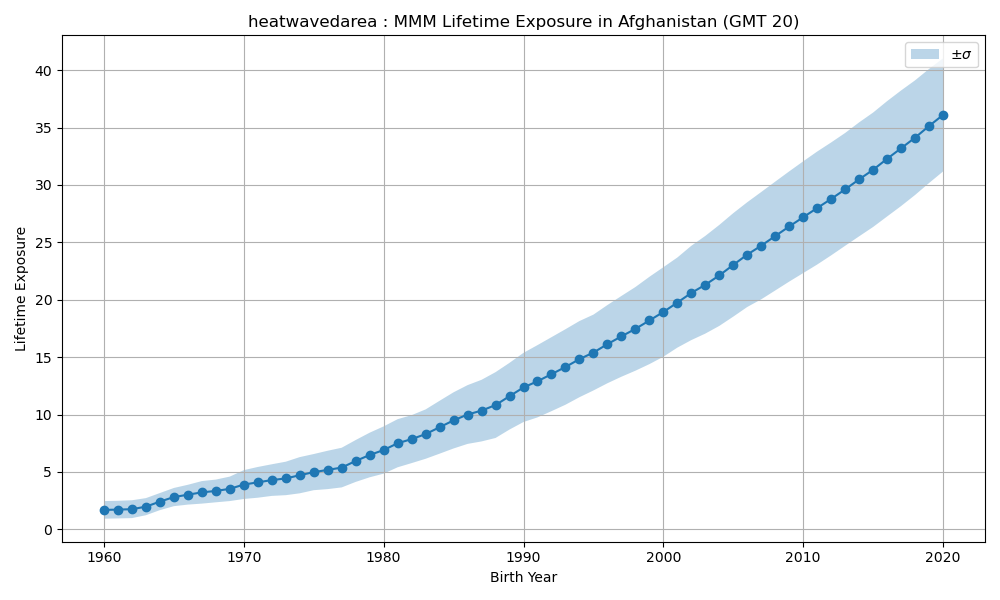 heatwavedarea : MMM Lifetime Exposure in Afghanistan (GMT 20)
±σ
40
35
30
25
20
15
10
5
0
Lifetime Exposure
1960 1970 1980 1990 2000 2010 2020
Birth Year